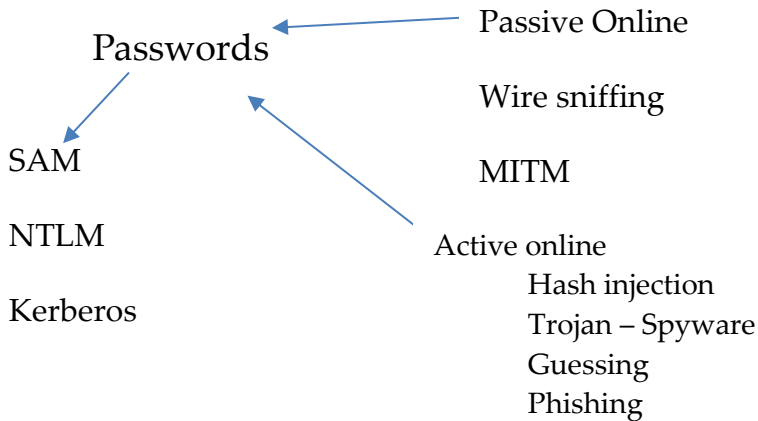 Passwords
SAM
NTLM
Kerberos
Passive Online
Wire sniffing
MITM
Active online
Hash injection
Trojan – Spyware
Guessing
Phishing